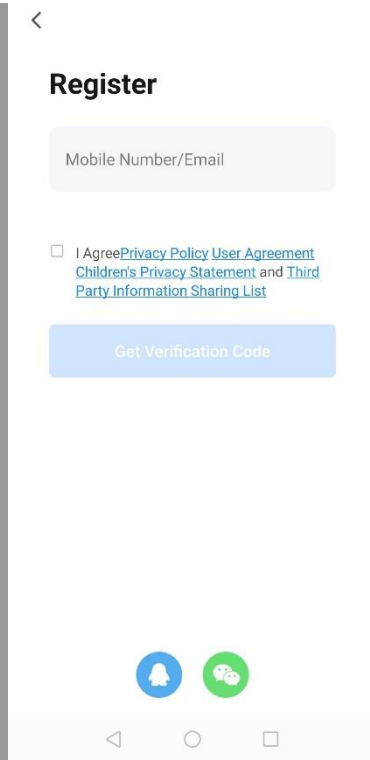 Register
Mobile Number/Email
I AgreePrivacy Policy User Agreement
Children's Privacy Statement and Third
Party Information Sharing List
Get Verification Code